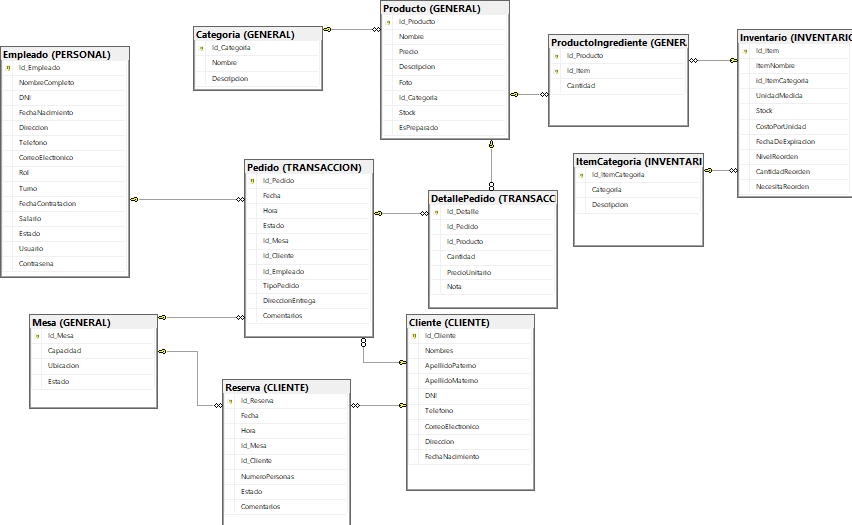 Producto (GENERAL)
Id_Producto
Nombre
Precio
Descripcion
Foto
Id_Categoria
Stock
EsPreparado
Categoria (GENERAL)
Id_Categoria
Nombre
Descripcion
ProductoIngrediente (GENER
Id_Producto
Id_Item
Cantidad
Inventario (INVENTARIO
Id_Item
ItemNombre
Id_ItemCategoria
UnidadMedida
Stock
CostoPorUnidad
FechaDeExpiracion
NivelReorden
CantidadReorden
NecesitaReorden
Empleado (PERSONAL)
Id_Empleado
NombreCompleto
DNI
FechaNacimiento
Direccion
Telefono
CorreoElectronico
Rol
Turno
FechaContratacion
Salario
Estado
Usuario
Contrasena
Pedido (TRANSACCION)
Id_Pedido
Fecha
Hora
Estado
Id_Mesa
Id_Cliente
Id_Empleado
TipoPedido
DireccionEntrega
Comentarios
ItemCategoria (INVENTARI
Id_ItemCategoria
Categoria
Descripcion
DetallePedido (TRANSACC
Id_Detalle
Id_Pedido
Id_Producto
Cantidad
PrecioUnitario
Nota
Mesa (GENERAL)
Id_Mesa
Capacidad
Ubicacion
Estado
Cliente (CLIENTE)
Id_Cliente
Nombres
ApellidoPaterno
ApellidoMaterno
DNI
Telefono
CorreoElectronico
Direccion
FechaNacimiento
Reserva (CLIENTE)
Id_Reserva
Fecha
Hora
Id_Mesa
Id_Cliente
NumeroPersonas
Estado
Comentarios